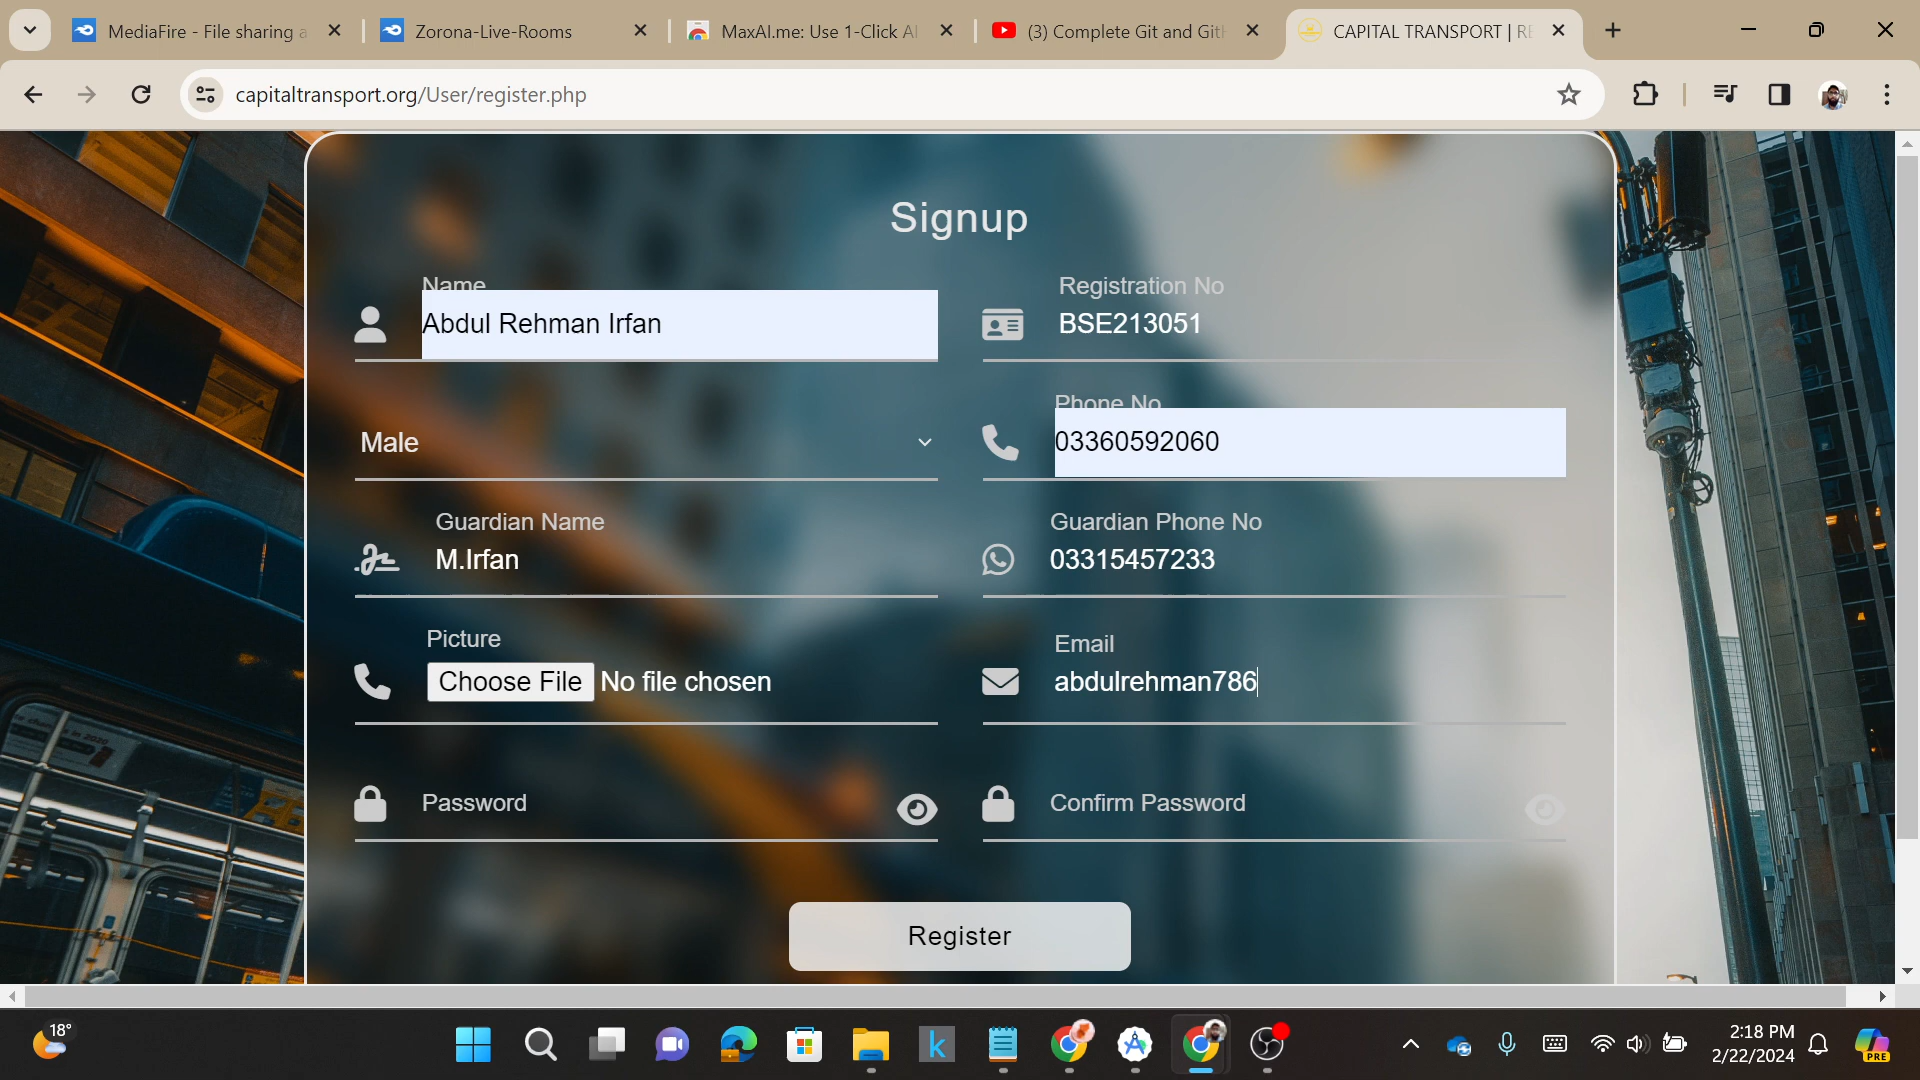 MediaFire - File sharing a
Zorona-Live-Rooms
MaxAI.me: Use 1-Click AI
(3) Complete Git and GitH
CAPITAL TRANSPORT | RE
capitaltransport.org/User/register.php
Signup
Name
Abdul Rehman Irfan
Registration No
BSE213051
Male
Phone No
03360592060
Guardian Name
M.Irfan
Guardian Phone No
03315457233
Picture
Choose File No file chosen
Email
abdulrehman786
Password
Confirm Password
Register
18°
2:18 PM
2/22/2024
PRE